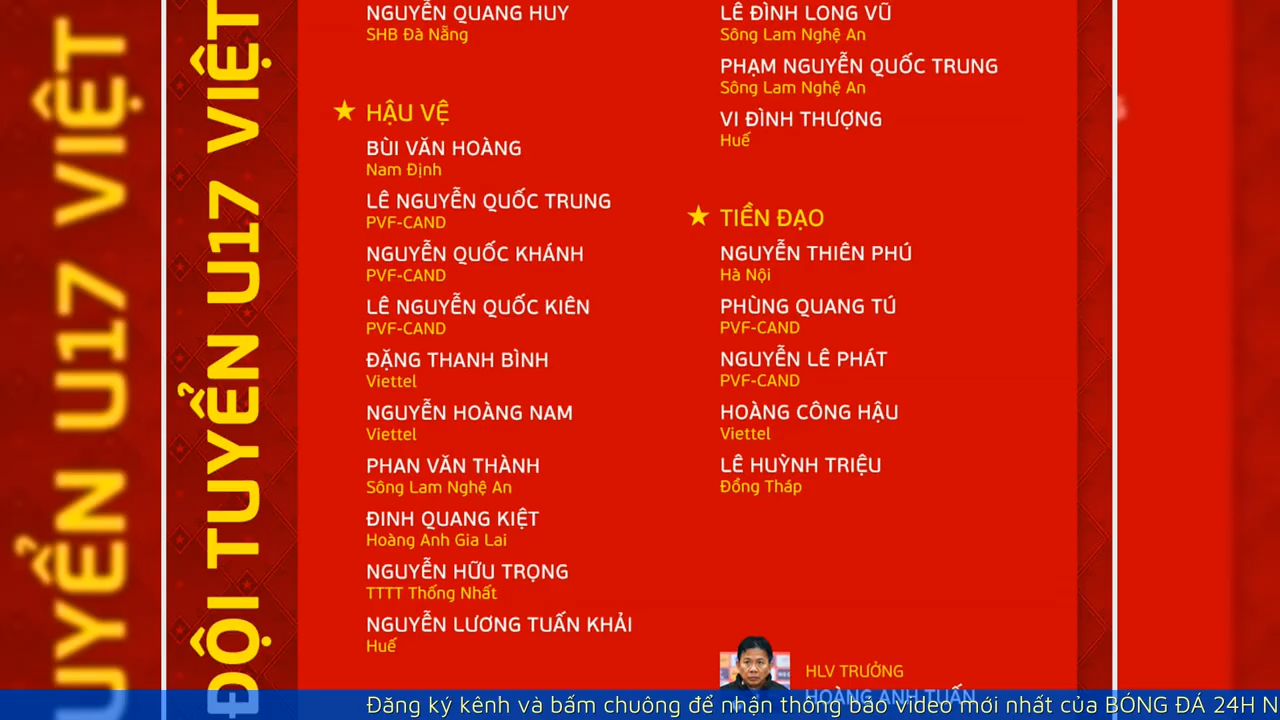 UYỂN U17 VIỆT
ĐỘI TUYỂN U17 VIỆT
NGUYỄN QUANG HUY
SHB Đà Nẵng
★ HẬU VỆ
BÙI VĂN HOÀNG
Nam Định
LÊ NGUYỄN QUỐC TRUNG
PVF-CAND
NGUYỄN QUỐC KHÁNH
PVF-CAND
LÊ NGUYỄN QUỐC KIÊN
PVF-CAND
ĐẶNG THANH BÌNH
Viettel
NGUYỄN HOÀNG NAM
Viettel
PHAN VĂN THÀNH
Sông Lam Nghệ An
ĐINH QUANG KIỆT
Hoàng Anh Gia Lai
NGUYỄN HỮU TRỌNG
TTTT Thống Nhất
NGUYỄN LƯƠNG TUẤN KHẢI
Huế
LÊ ĐÌNH LONG VŨ
Sông Lam Nghệ An
PHẠM NGUYỄN QUỐC TRUNG
Sông Lam Nghệ An
VI ĐÌNH THƯỢNG
Huế
★ TIỀN ĐẠO
NGUYỄN THIÊN PHÚ
Hà Nội
PHÙNG QUANG TÚ
PVF-CAND
NGUYỄN LÊ PHÁT
PVF-CAND
HOÀNG CÔNG HẬU
Viettel
LÊ HUỲNH TRIỆU
Đồng Tháp
HLV TRƯỞNG
HOÀNG ANH TUẤN
Đăng ký kênh và bấm chuông để nhận thông báo video mới nhất của BÓNG ĐÁ 24H N